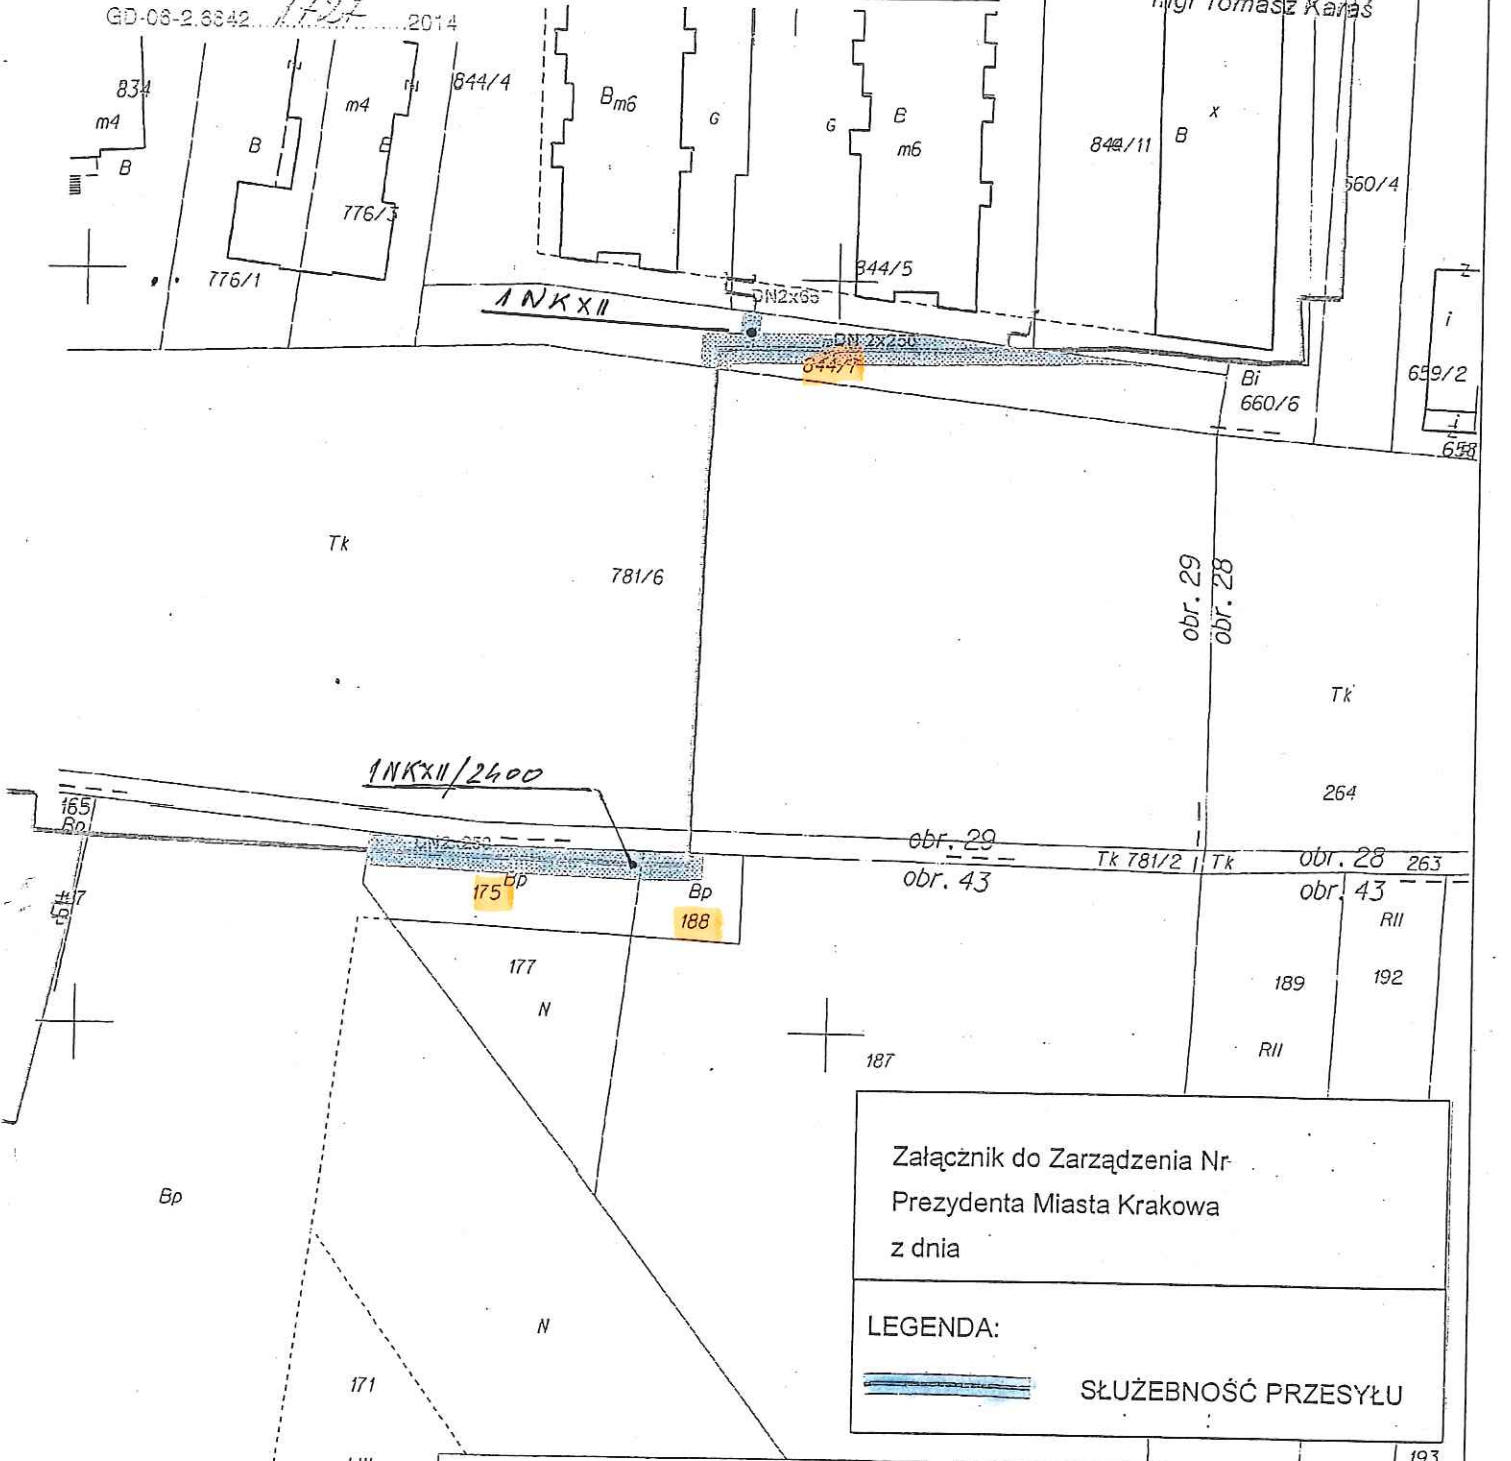 GD-06-2.6642. 1727 2014
mgr Tomasz Karaś
834
m4
B
B
m4
B
844/4
776/3
776/1
Bm6
G
G
B
m6
844/5
844/11
B
x
660/4
DN2x65
1NKXII
DN 2x250
i
659/2
Bi
660/6
i
Tk
781/6
obr. 29
obr. 28
Tk
264
1NKXII/2400
165
Bp
obr. 29
Tk 781/2
Tk
obr. 28
263
obr. 43
obr. 43
175
Bp
Bp
188
RII
177
N
189
192
187
RII
Bp
Załącznik do Zarządzenia Nr
Prezydenta Miasta Krakowa
z dnia
N
171
LEGENDA:
SŁUŻEBNOŚĆ PRZESYŁU
193